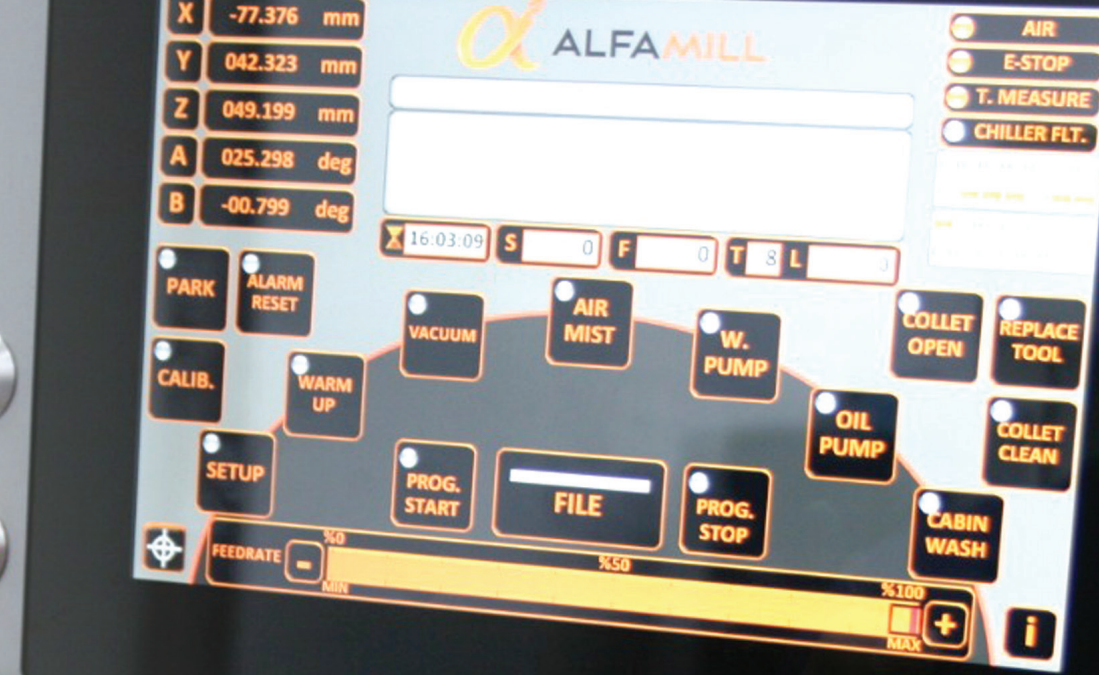 X -77.376 mm
Y 042.323 mm
Z 049.199 mm
A 025.298 deg
B -00.799 deg
ALFAMILL
AIR
E-STOP
T. MEASURE
CHILLER FLT.
16:03:09 S 0 F 0 T 8 L
PARK
ALARM
RESET
CALIB.
WARM
UP
SETUP
VACUUM
AIR
MIST
W.
PUMP
OIL
PUMP
COLLET
OPEN
REPLACE
TOOL
COLLET
CLEAN
CABIN
WASH
PROG.
START
FILE
PROG.
STOP
FEEDRATE - %0 %50 %100 +
MIN MAX
i